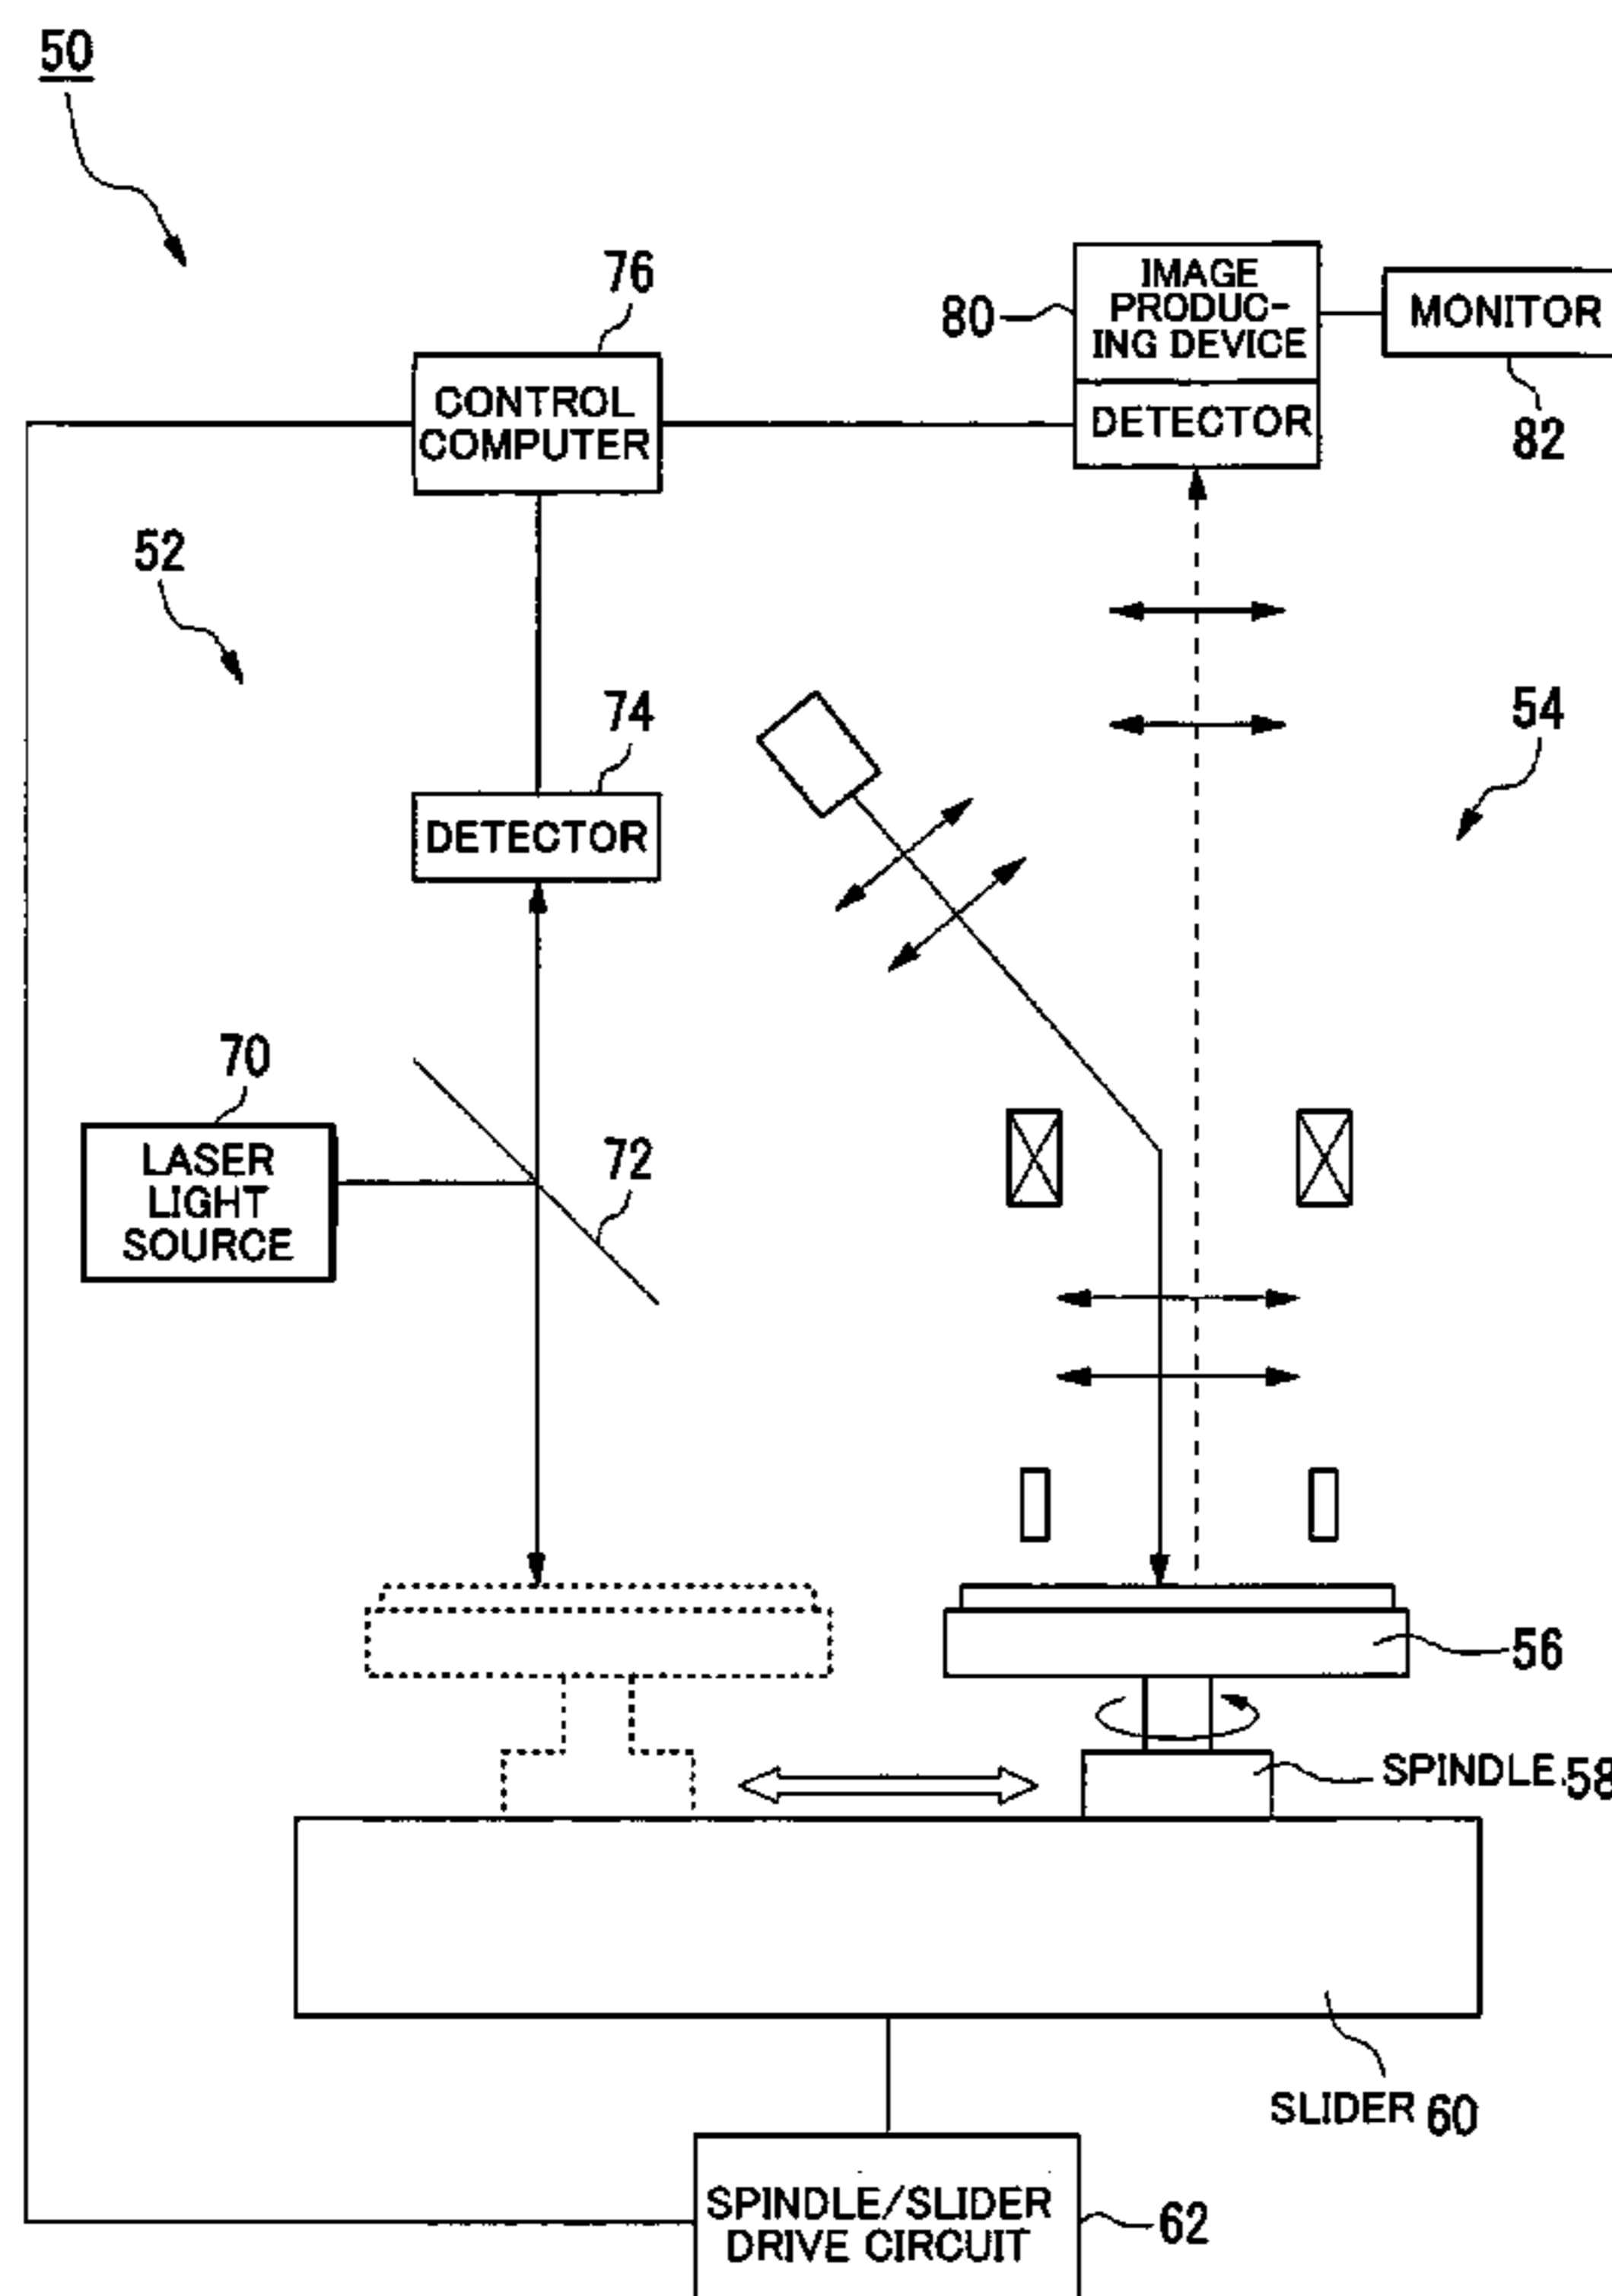 50
76
80
IMAGE
PRODUC-
ING DEVICE
MONITOR
82
CONTROL
COMPUTER
DETECTOR
52
74
54
DETECTOR
70
LASER
LIGHT
SOURCE
72
56
SPINDLE 58
SLIDER 60
SPINDLE/SLIDER
DRIVE CIRCUIT
62